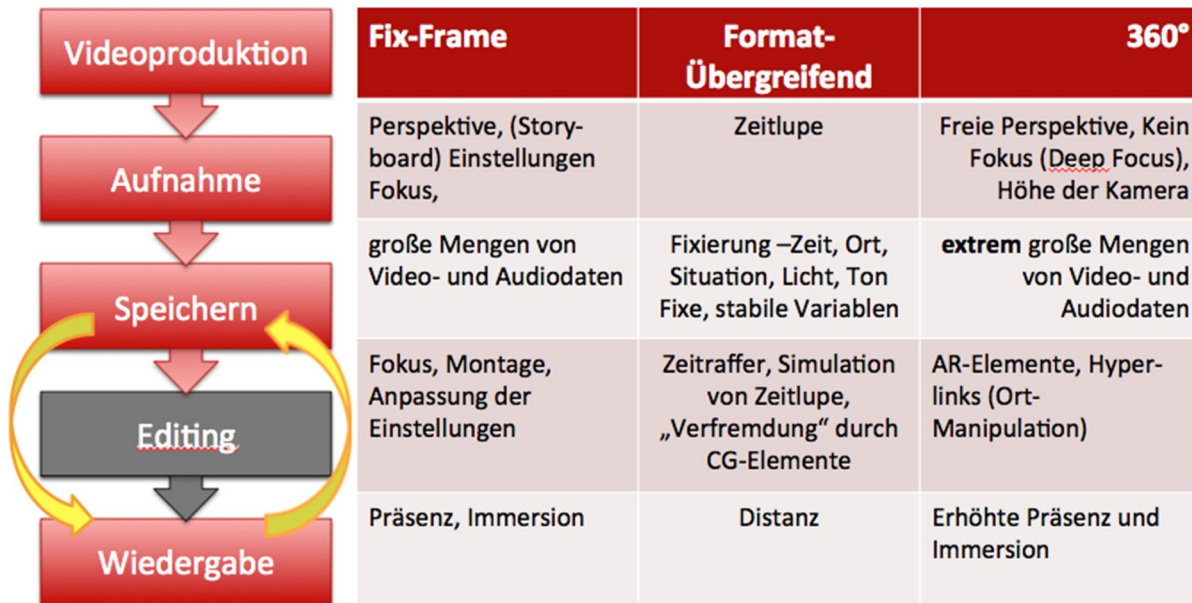 Videoproduktion
Aufnahme
Speichern
Editing
Wiedergabe
Fix-Frame
Format-
Übergreifend
360°
Perspektive, (Story-
board) Einstellungen
Fokus,
Zeitlupe
Freie Perspektive, Kein
Fokus (Deep Focus),
Höhe der Kamera
große Mengen von
Video- und Audiodaten
Fixierung –Zeit, Ort,
Situation, Licht, Ton
Fixe, stabile Variablen
extrem große Mengen
von Video- und
Audiodaten
Fokus, Montage,
Anpassung der
Einstellungen
Zeitraffer, Simulation
von Zeitlupe,
„Verfremdung“ durch
CG-Elemente
AR-Elemente, Hyper-
links (Ort-
Manipulation)
Präsenz, Immersion
Distanz
Erhöhte Präsenz und
Immersion